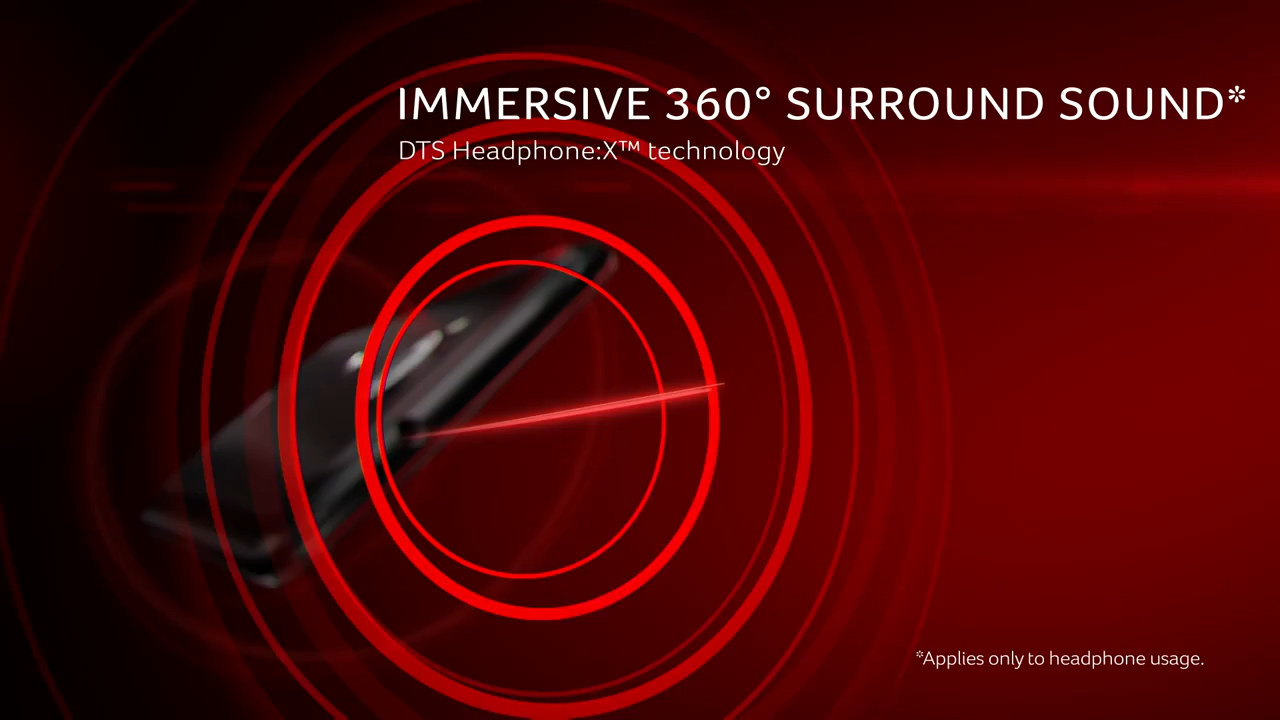 IMMERSIVE 360° SURROUND SOUND*
DTS Headphone:X™ technology
*Applies only to headphone usage.